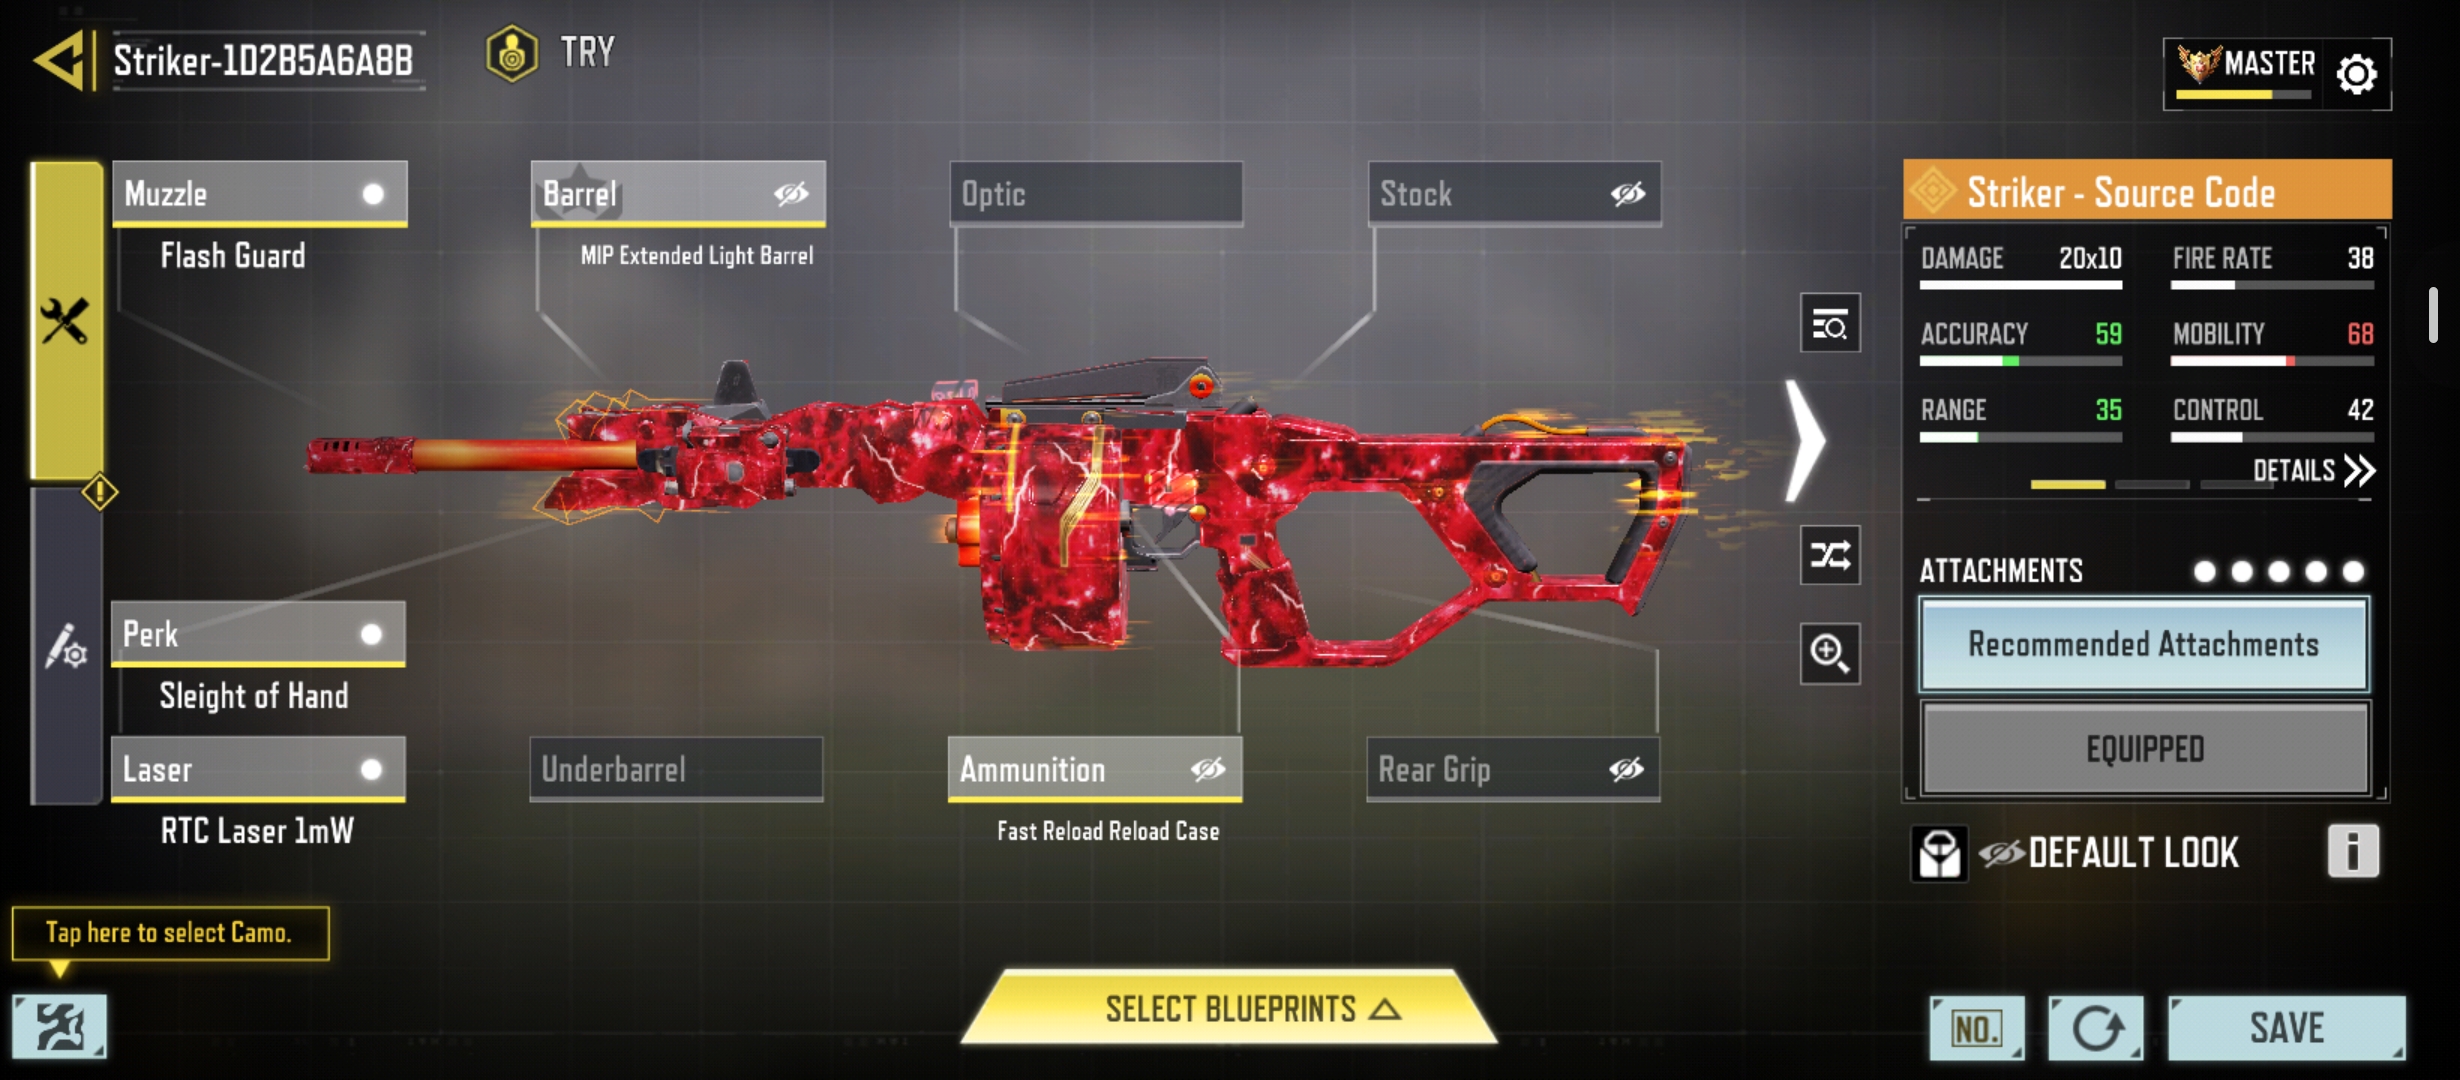 Striker-1D2B5A6A8B
TRY
MASTER
Muzzle
Flash Guard
Barrel
MIP Extended Light Barrel
Optic
Stock
Striker - Source Code
DAMAGE 20x10
FIRE RATE 38
ACCURACY 59
MOBILITY 68
RANGE 35
CONTROL 42
DETAILS
ATTACHMENTS
Recommended Attachments
EQUIPPED
Perk
Sleight of Hand
Laser
RTC Laser 1mW
Underbarrel
Ammunition
Fast Reload Reload Case
Rear Grip
DEFAULT LOOK
Tap here to select Camo.
SELECT BLUEPRINTS
NO.
SAVE